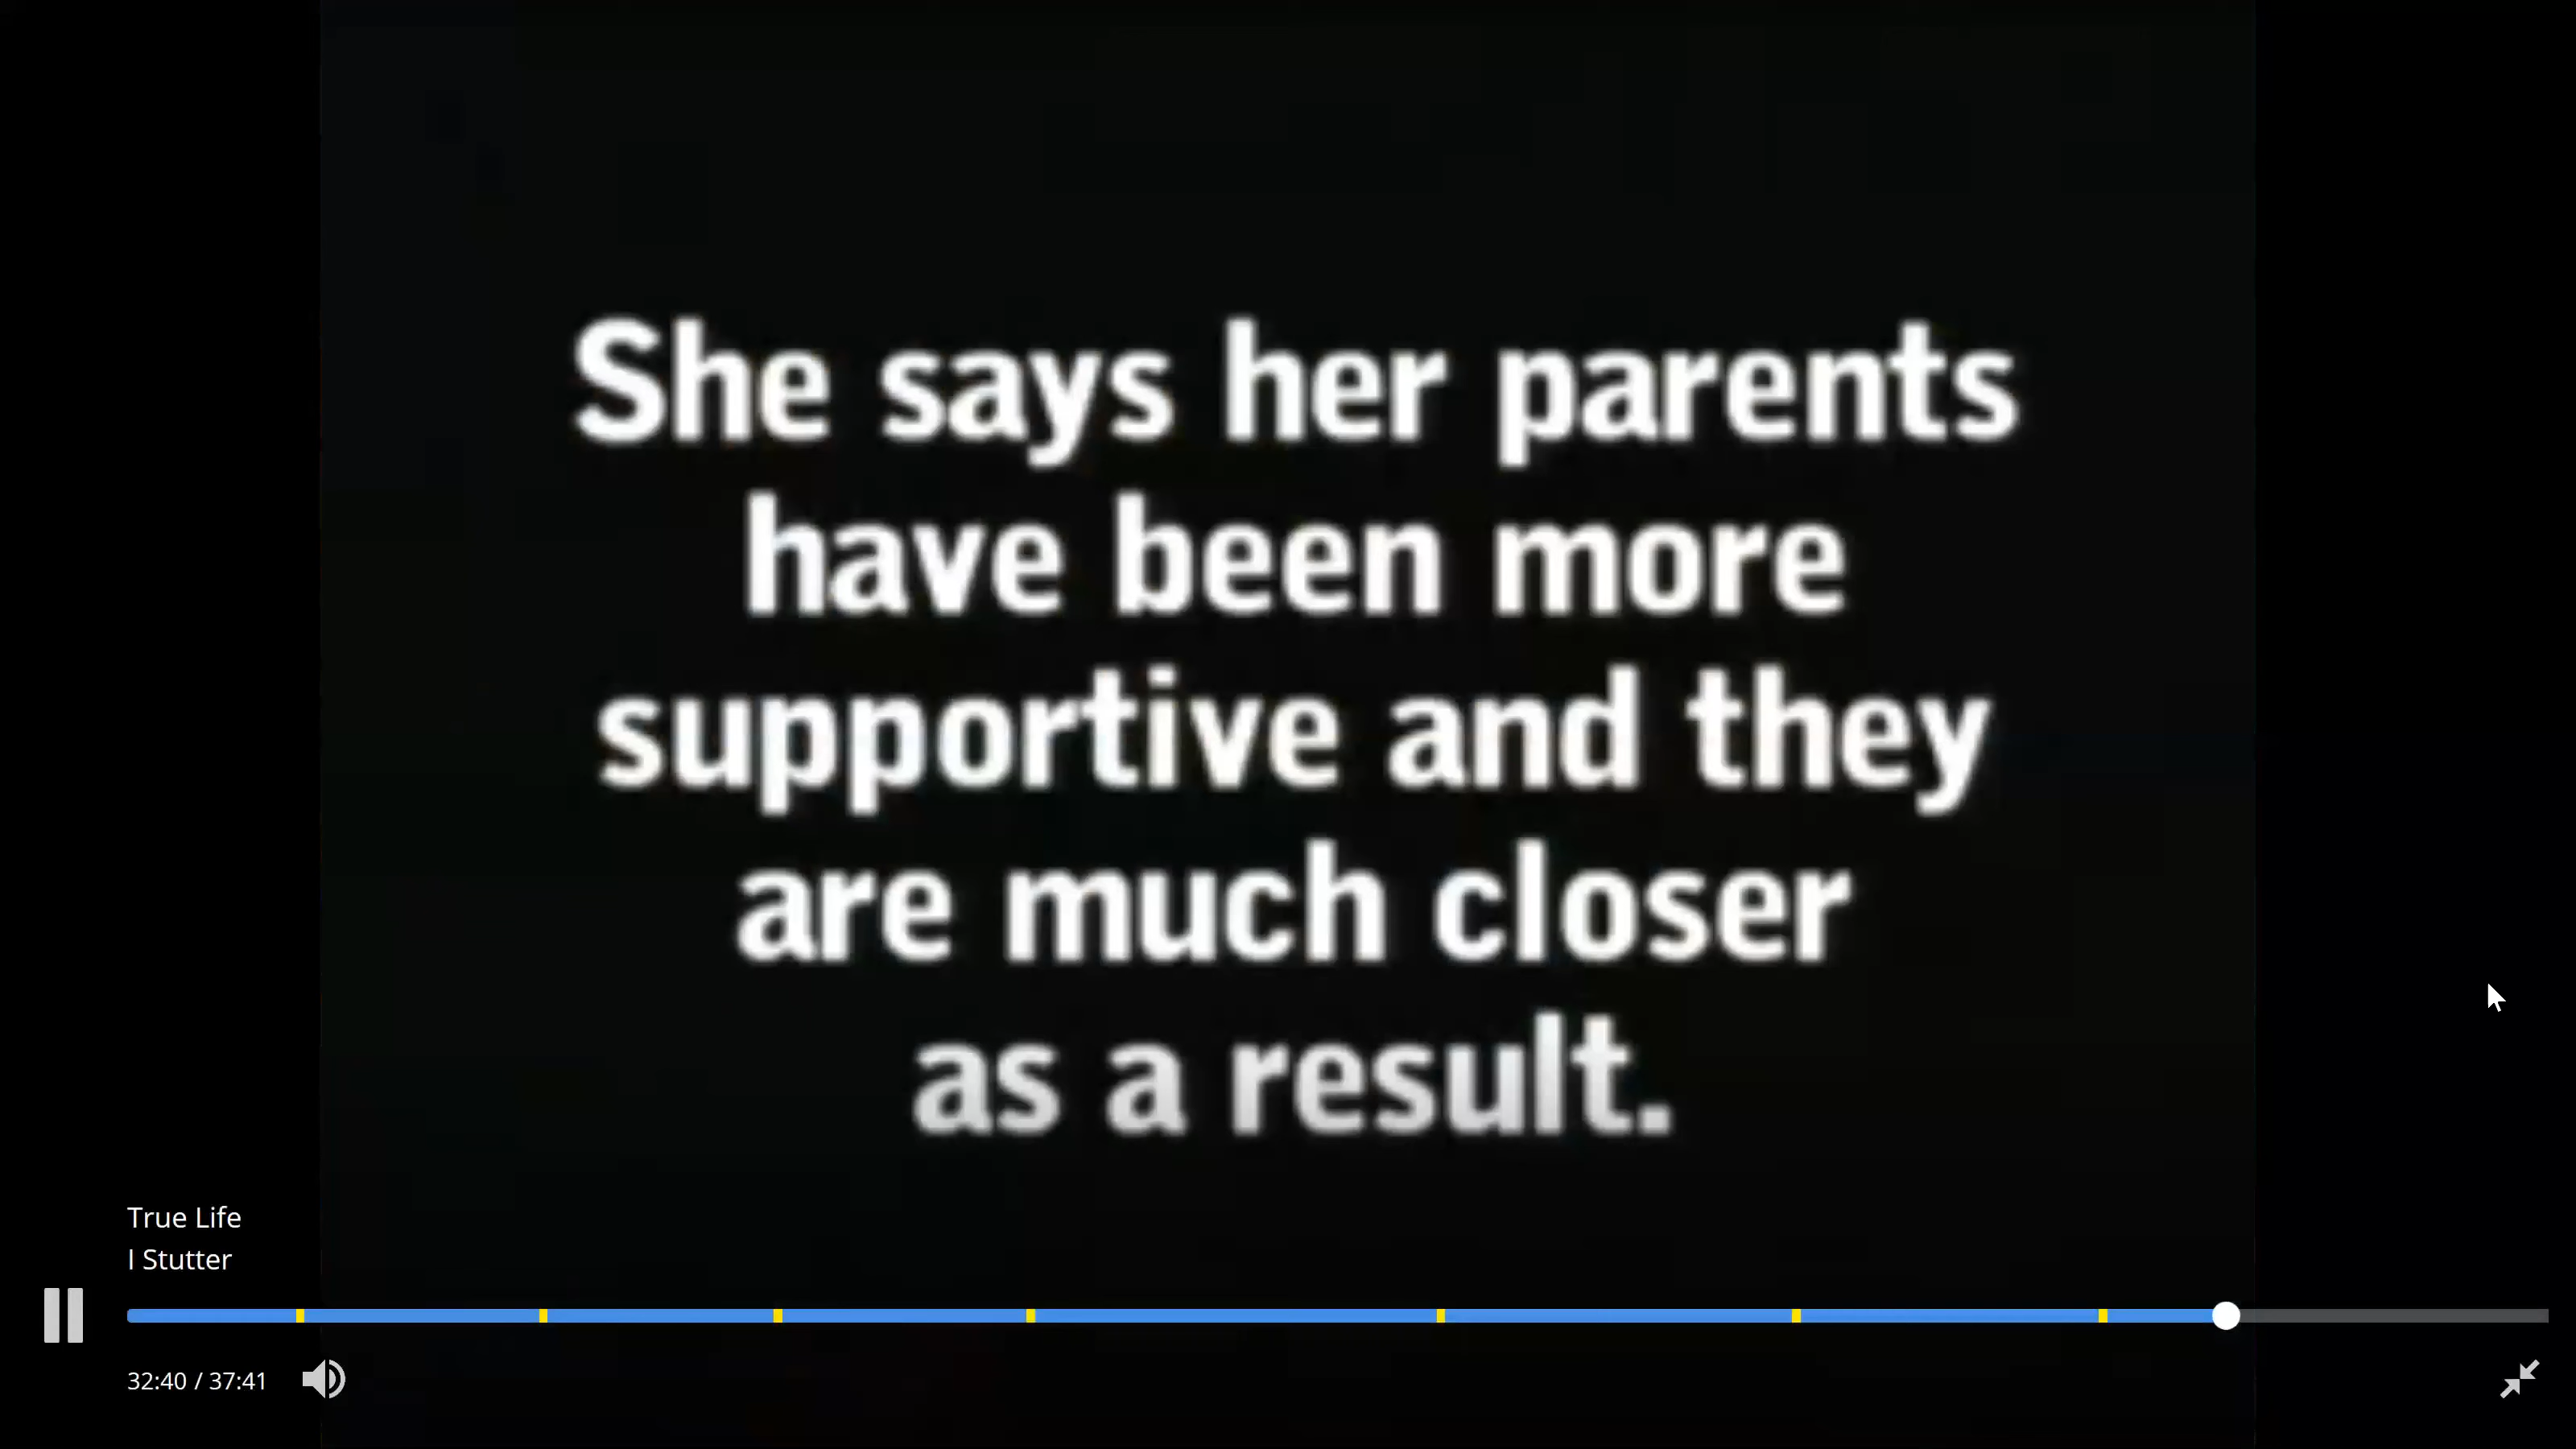 She says her parents
have been more
supportive and they
are much closer
as a result.
True Life
I Stutter
32:40 / 37:41